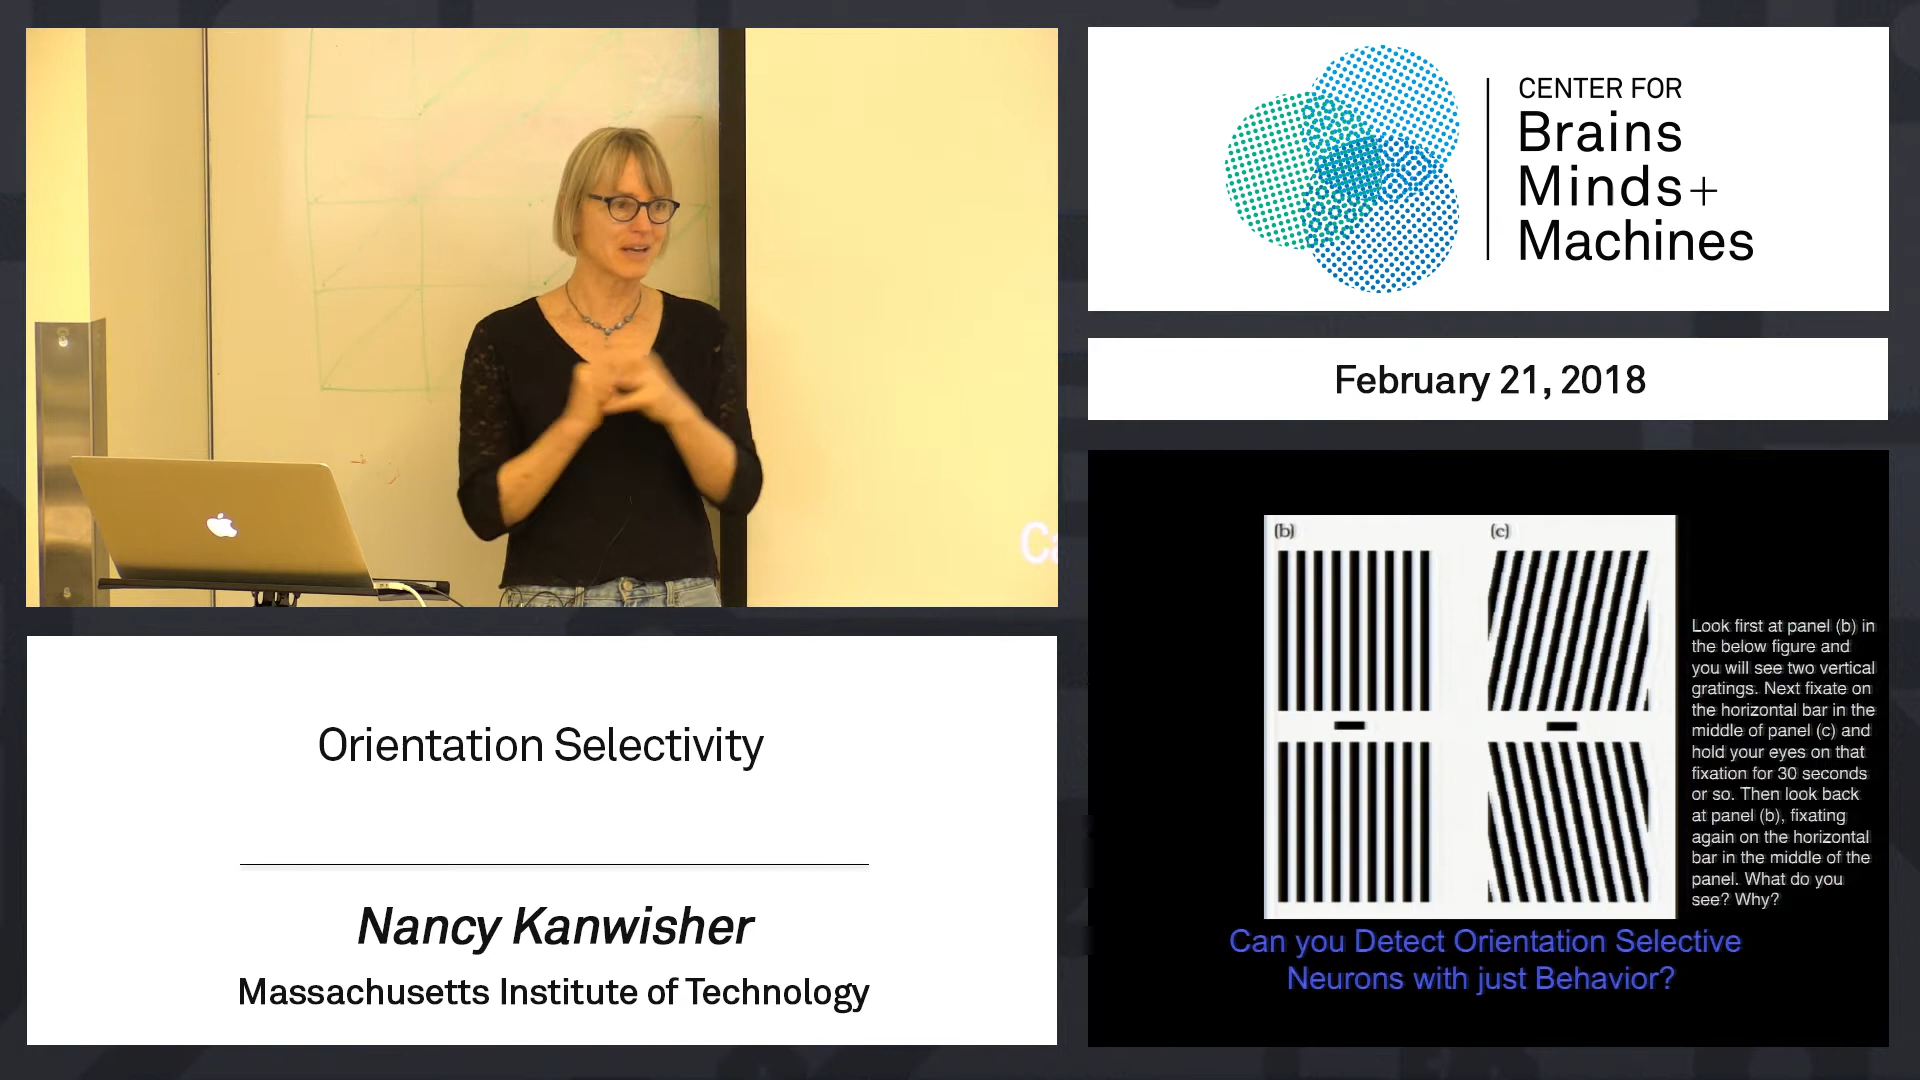 CENTER FOR
Brains
Minds+
Machines
February 21, 2018
Orientation Selectivity
Nancy Kanwisher
Massachusetts Institute of Technology
(b)
(c)
Look first at panel (b) in
the below figure and
you will see two vertical
gratings. Next fixate on
the horizontal bar in the
middle of panel (c) and
hold your eyes on that
fixation for 30 seconds
or so. Then look back
at panel (b), fixating
again on the horizontal
bar in the middle of the
panel. What do you
see? Why?
Can you Detect Orientation Selective
Neurons with just Behavior?